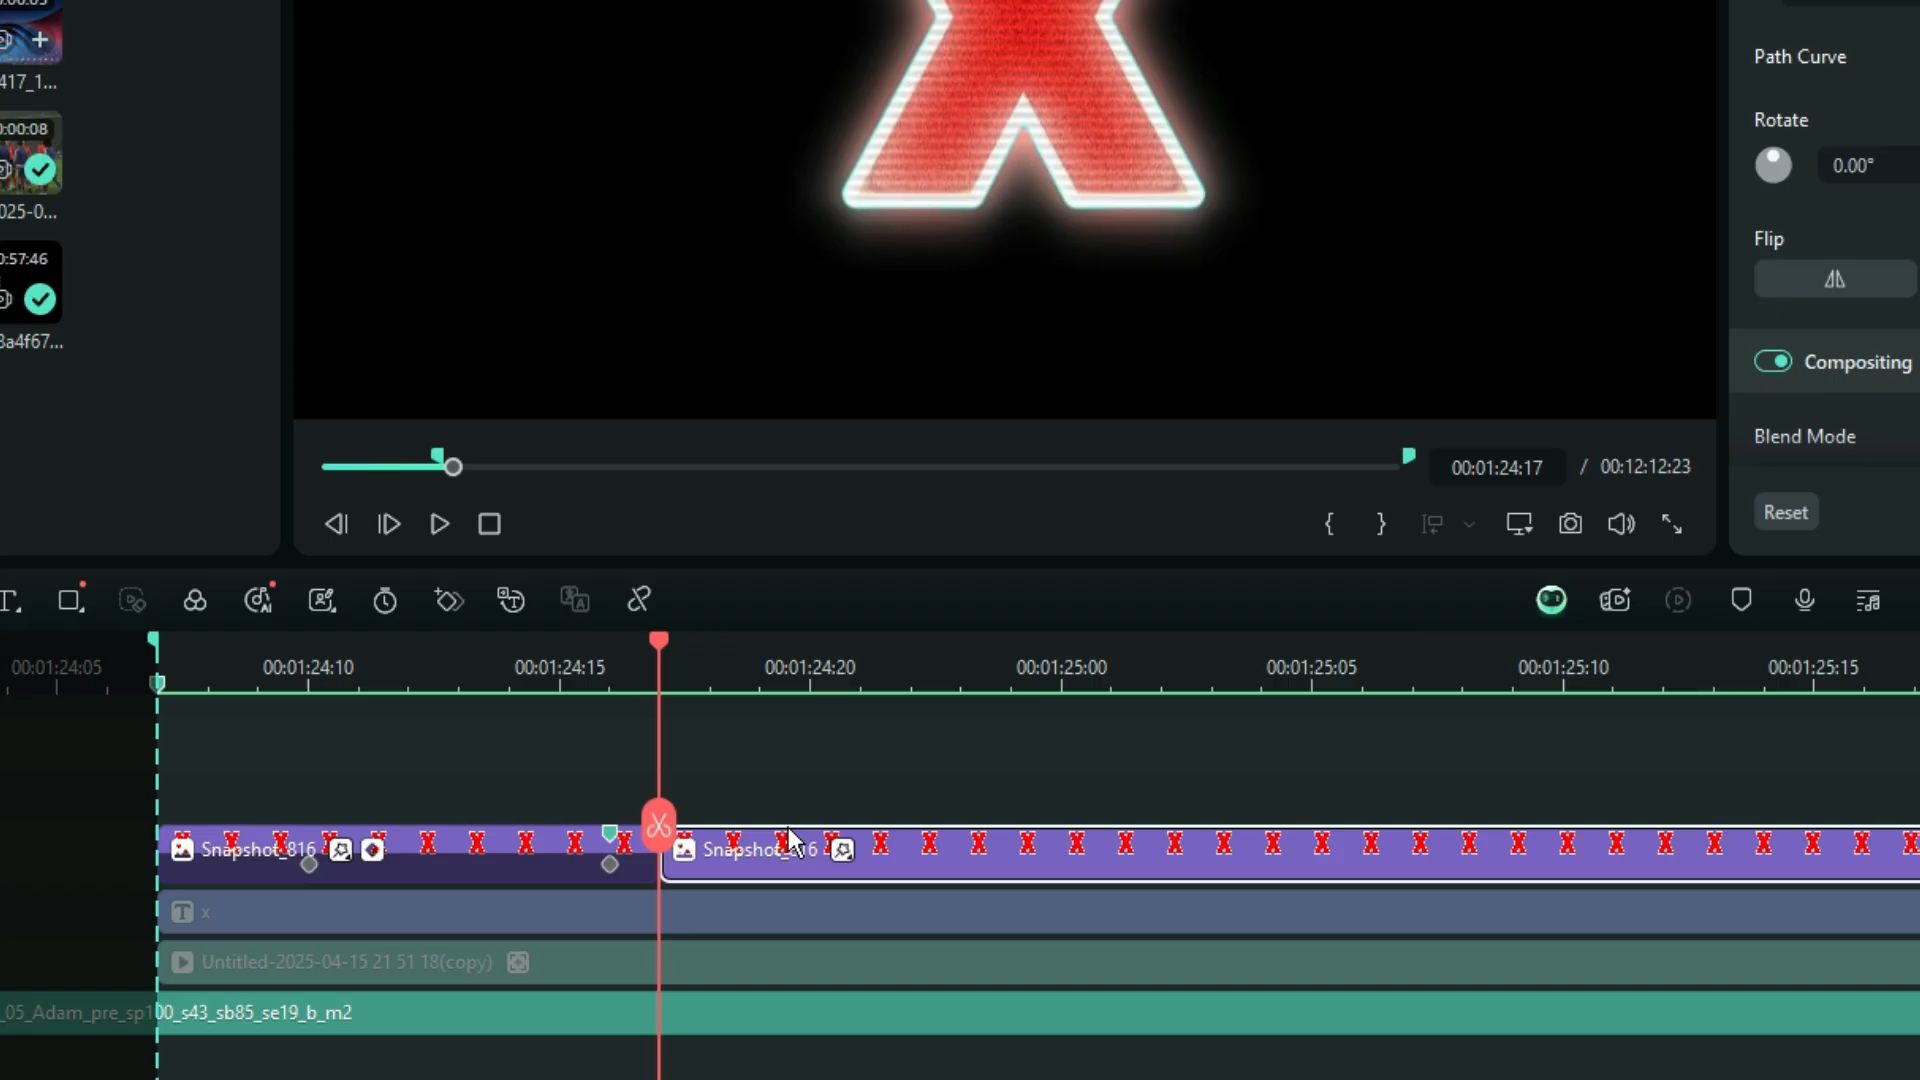 417_1...
0:00:08
025-0...
0:57:46
3a4f67...
X
Path Curve
Rotate
0.00°
Flip
Compositing
Blend Mode
Reset
00:01:24:17 / 00:12:12:23
00:01:24:05 00:01:24:10 00:01:24:15 00:01:24:20 00:01:25:00 00:01:25:05 00:01:25:10 00:01:25:15
Snapshot_816 Snapshot_816
x
Untitled-2025-04-15 21 51 18(copy)
_05_Adam_pre_sp100_s43_sb85_se19_b_m2